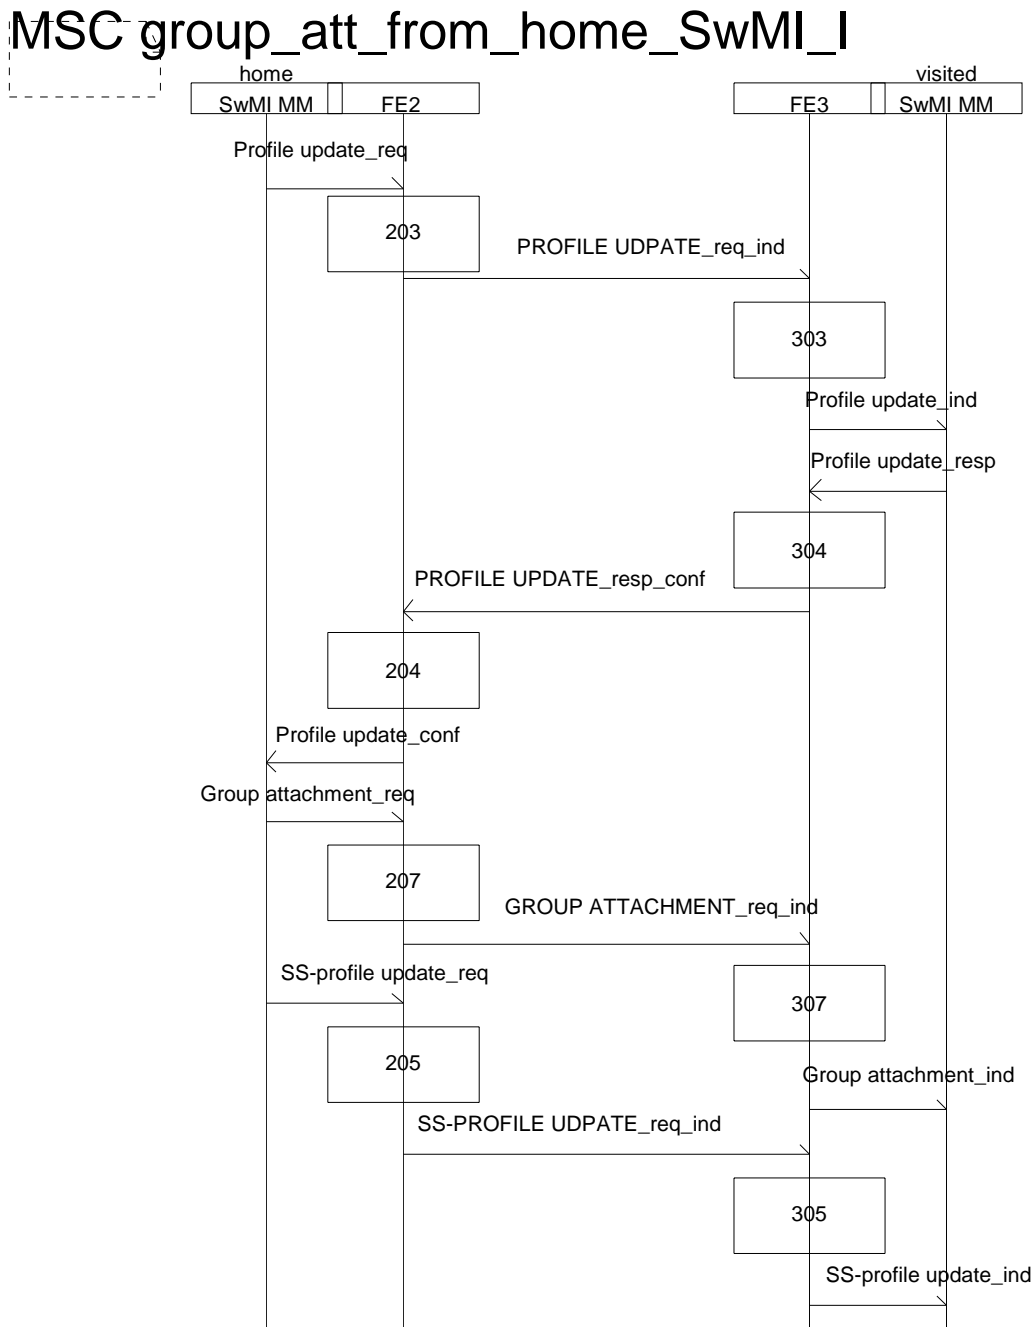 MSC group_att_from_home_SwMI_I
home
visited
SwMI MM
FE2
FE3
SwMI MM
Profile update_req
203
PROFILE UDPATE_req_ind
303
Profile update_ind
Profile update_resp
304
PROFILE UPDATE_resp_conf
204
Profile update_conf
Group attachment_req
207
GROUP ATTACHMENT_req_ind
SS-profile update_req
307
205
Group attachment_ind
SS-PROFILE UDPATE_req_ind
305
SS-profile update_ind